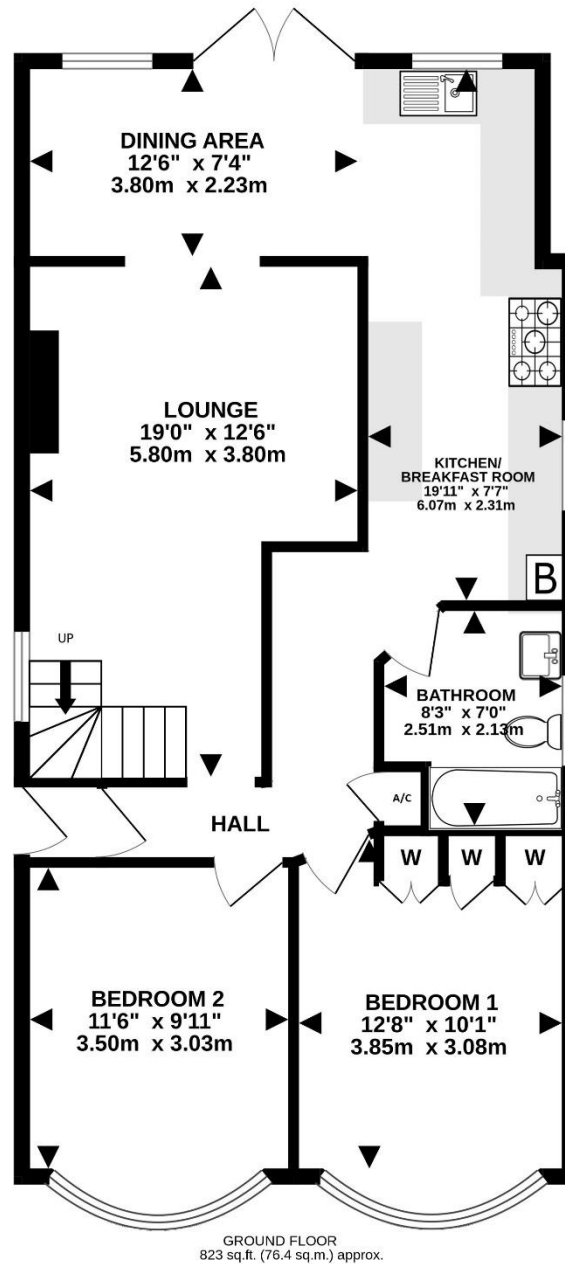 DINING AREA
12'6" x 7'4"
3.80m x 2.23m
LOUNGE
19'0" x 12'6"
5.80m x 3.80m
KITCHEN/
BREAKFAST ROOM
19'11" x 7'7"
6.07m x 2.31m
B
UP
BATHROOM
8'3" x 7'0"
2.51m x 2.13m
A/C
HALL
W
W
W
BEDROOM 2
11'6" x 9'11"
3.50m x 3.03m
BEDROOM 1
12'8" x 10'1"
3.85m x 3.08m
GROUND FLOOR
823 sq.ft. (76.4 sq.m.) approx.